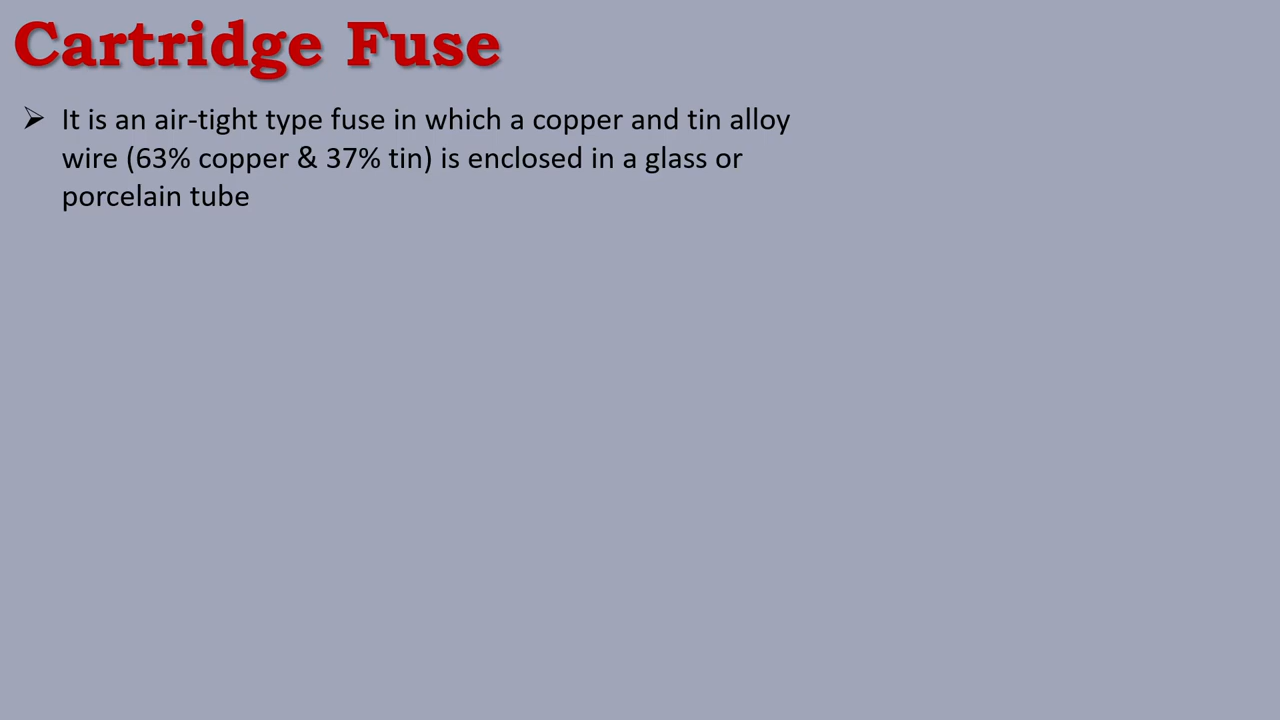 Cartridge Fuse
➢ It is an air-tight type fuse in which a copper and tin alloy
wire (63% copper & 37% tin) is enclosed in a glass or
porcelain tube